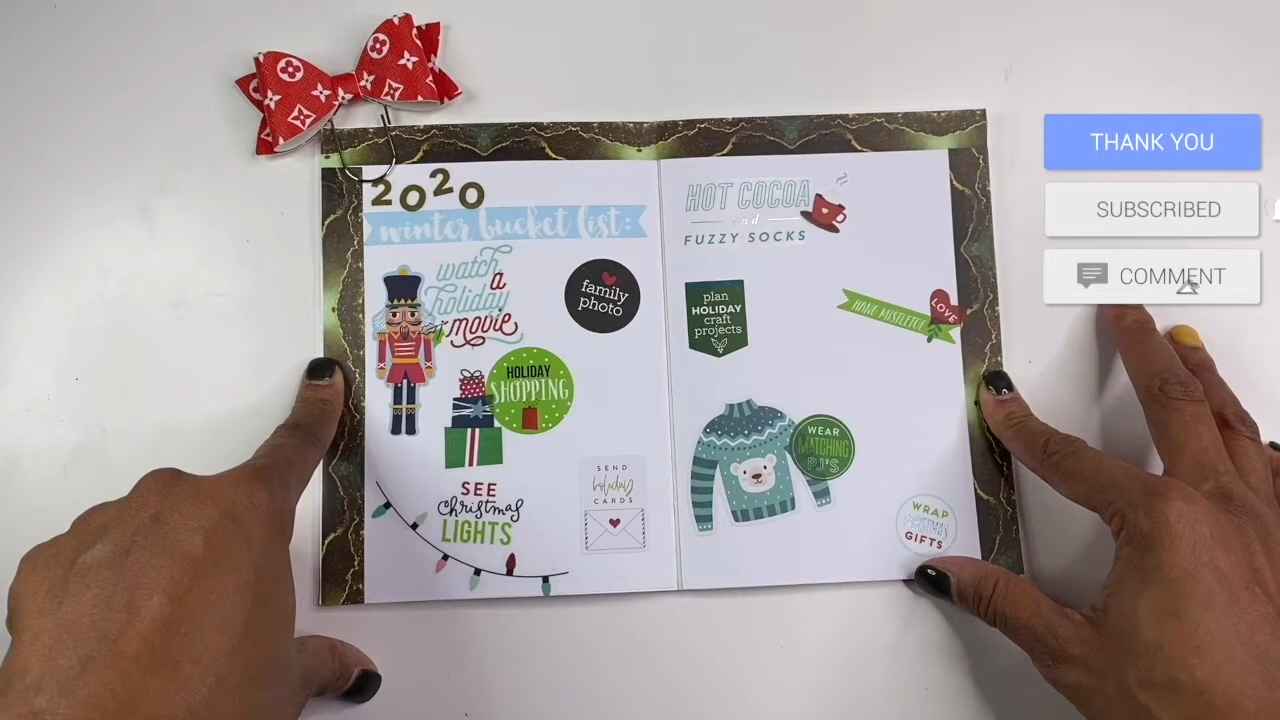 2020
winter bucket list:
watch
a
holiday
movie
family
photo
HOLIDAY
SHOPPING
SEE
Christmas
LIGHTS
SEND
holiday
CARDS
HOT COCOA
and
FUZZY SOCKS
plan
HOLIDAY
craft
projects
HANG MISTLETOE
LOVE
WEAR
MATCHING
PJ'S
WRAP
CHRISTMAS
GIFTS
THANK YOU
SUBSCRIBED
COMMENT